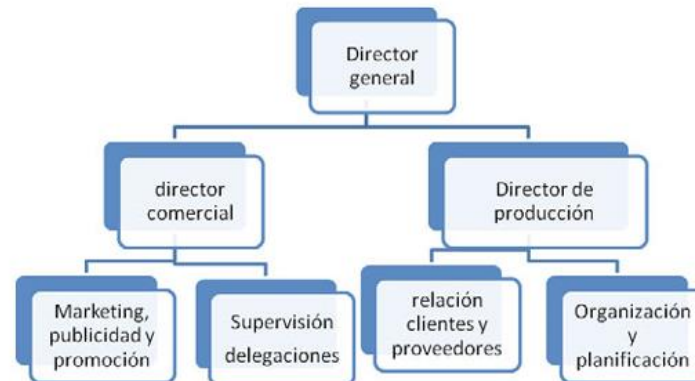 Director
general
director
comercial
Director de
producción
Marketing,
publicidad y
promoción
Supervisión
delegaciones
relación
clientes y
proveedores
Organización
y
planificación